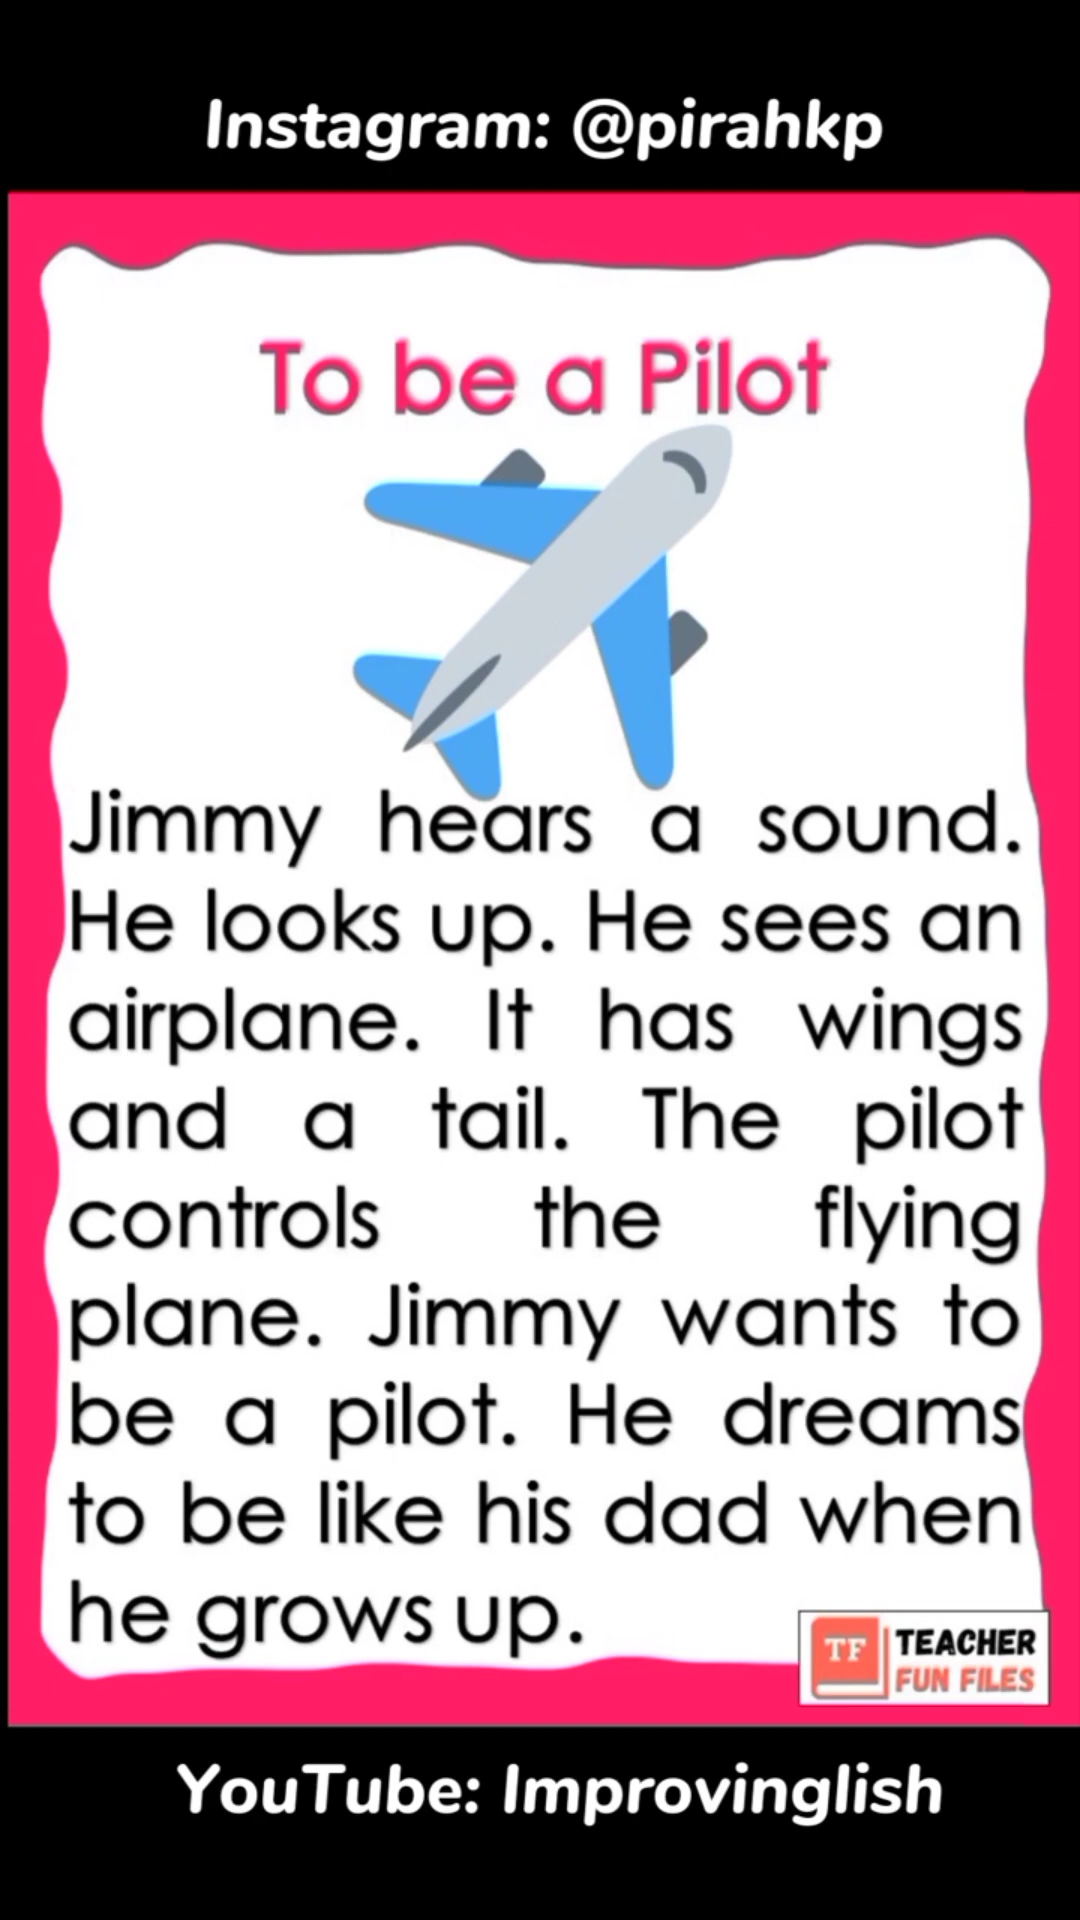 Instagram: @pirahkp
To be a Pilot
Jimmy hears a sound.
He looks up. He sees an
airplane. It has wings
and a tail. The pilot
controls the flying
plane. Jimmy wants to
be a pilot. He dreams
to be like his dad when
he grows up.
TF
TEACHER
FUN FILES
YouTube: Improvinglish